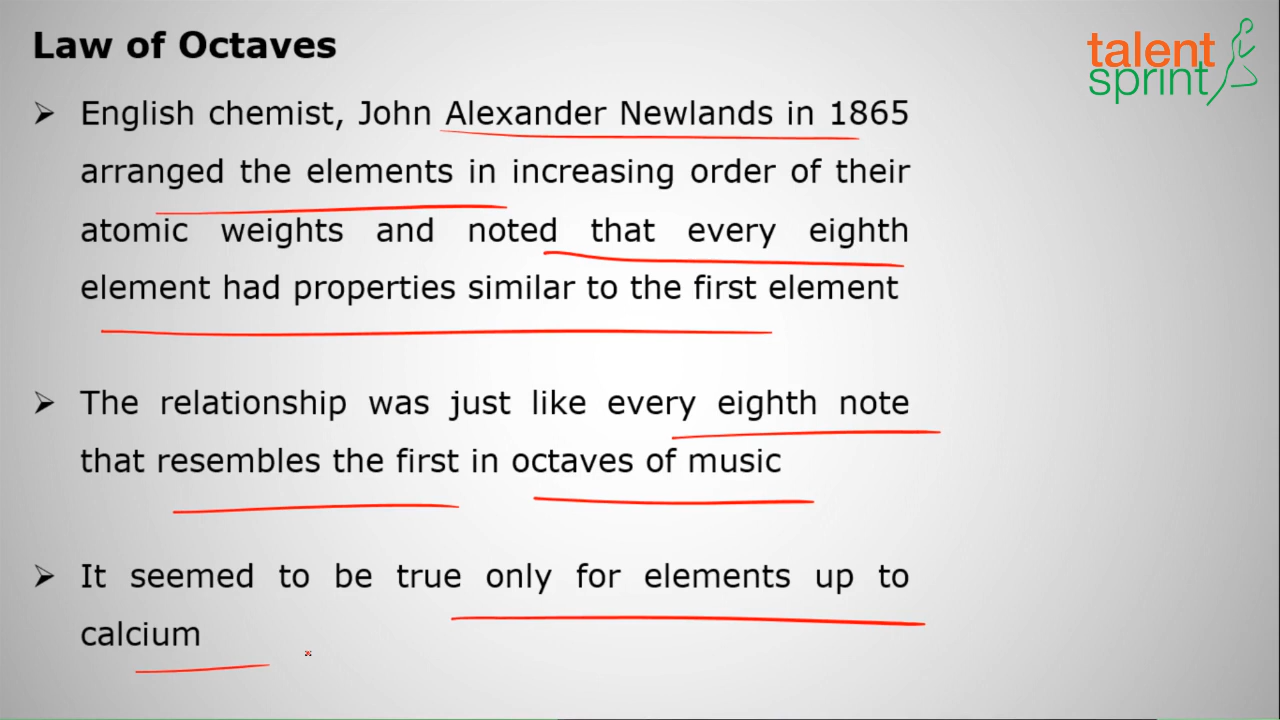 Law of Octaves
talent
sprint
➢ English chemist, John Alexander Newlands in 1865
arranged the elements in increasing order of their
atomic weights and noted that every eighth
element had properties similar to the first element
➢ The relationship was just like every eighth note
that resembles the first in octaves of music
➢ It seemed to be true only for elements up to
calcium